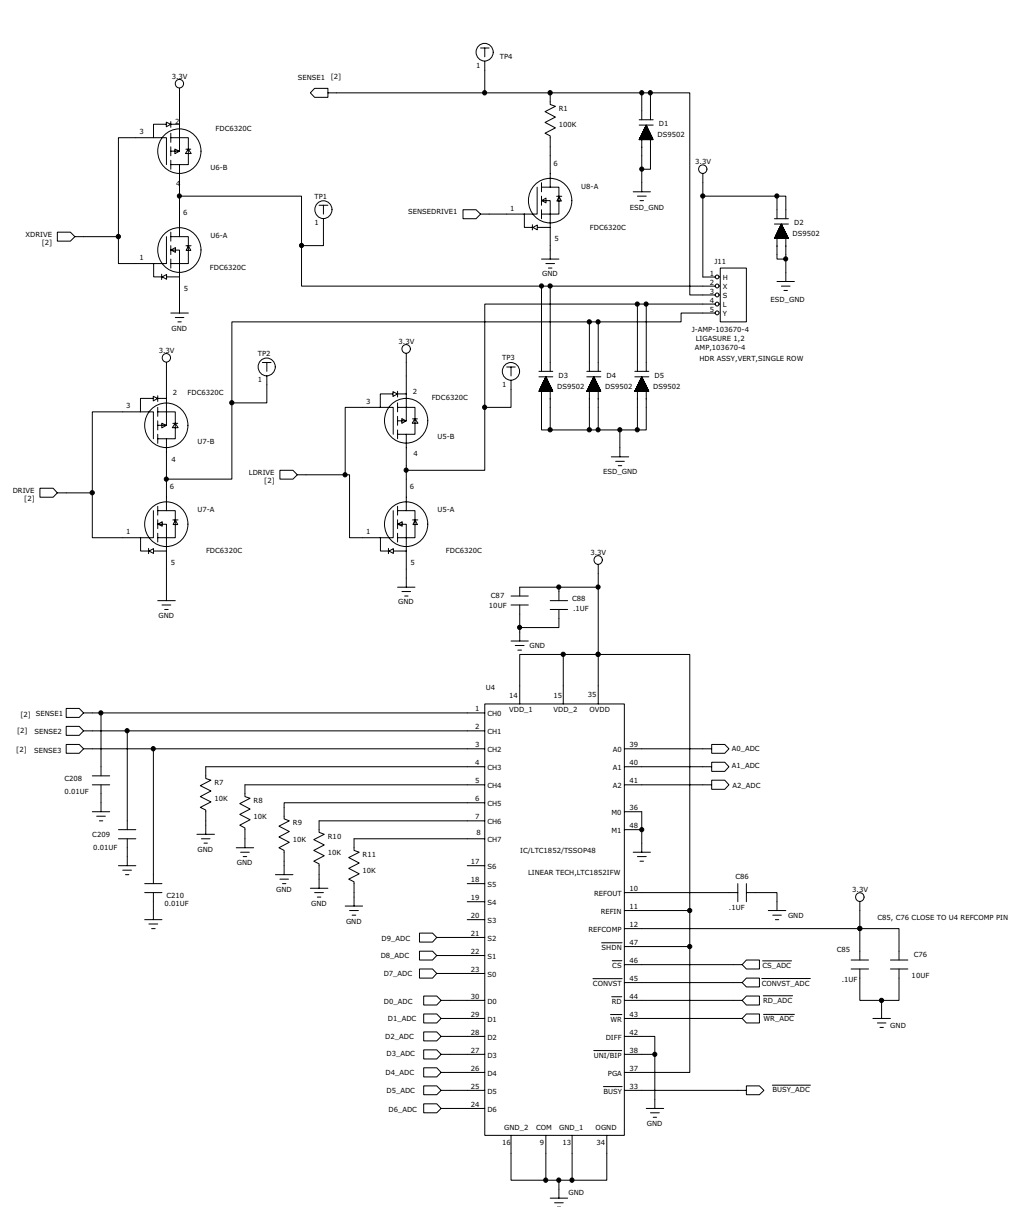 TP4
1
SENSE1 [2]
3.3V
2
FDC6320C
3
U6-B
4
R1
100K
D1
DS9502
6
U8-A
ESD_GND
3.3V
SENSEDRIVE1
1
FDC6320C
5
GND
TP1
1
6
U6-A
XDRIVE
[2]
1
FDC6320C
5
GND
D2
DS9502
ESD_GND
J11
1 H
2 X
3 S
4 L
5 Y
J-AMP-103670-4
LIGASURE 1,2
AMP,103670-4
HDR ASSY,VERT,SINGLE ROW
3.3V
2
FDC6320C
3
U7-B
4
TP2
1
3.3V
2
FDC6320C
3
U5-B
4
TP3
1
D3
DS9502
D4
DS9502
D5
DS9502
ESD_GND
DRIVE
[2]
6
U7-A
1
FDC6320C
5
GND
LDRIVE
[2]
6
U5-A
1
FDC6320C
5
GND
3.3V
C87
10UF
C88
.1UF
GND
U4
14
15
35
VDD_1
VDD_2
OVDD
[2] SENSE1
1 CH0
[2] SENSE2
2 CH1
[2] SENSE3
3 CH2
4 CH3
5 CH4
6 CH5
7 CH6
8 CH7
C208
0.01UF
C209
0.01UF
C210
0.01UF
R7
10K
GND
R8
10K
GND
R9
10K
GND
R10
10K
GND
R11
10K
GND
17 S6
18 S5
19 S4
20 S3
D9_ADC 21 S2
D8_ADC 22 S1
D7_ADC 23 S0
D0_ADC 30 D0
D1_ADC 29 D1
D2_ADC 28 D2
D3_ADC 27 D3
D4_ADC 26 D4
D5_ADC 25 D5
D6_ADC 24 D6
A0 39 A0_ADC
A1 40 A1_ADC
A2 41 A2_ADC
M0 36
M1 48
GND
IC/LTC1852/TSSOP48
LINEAR TECH,LTC1852IFW
REFOUT 10
C86
.1UF
GND
REFIN 11
REFCOMP 12
3.3V
C85, C76 CLOSE TO U4 REFCOMP PIN
C85
.1UF
C76
10UF
GND
SHDN 47
CS 46 CS_ADC
CONVST 45 CONVST_ADC
RD 44 RD_ADC
WR 43 WR_ADC
DIFF 42
UNI/BIP 38
PGA 37
BUSY 33 BUSY_ADC
GND
GND_2
COM
GND_1
OGND
16
9
13
34
GND